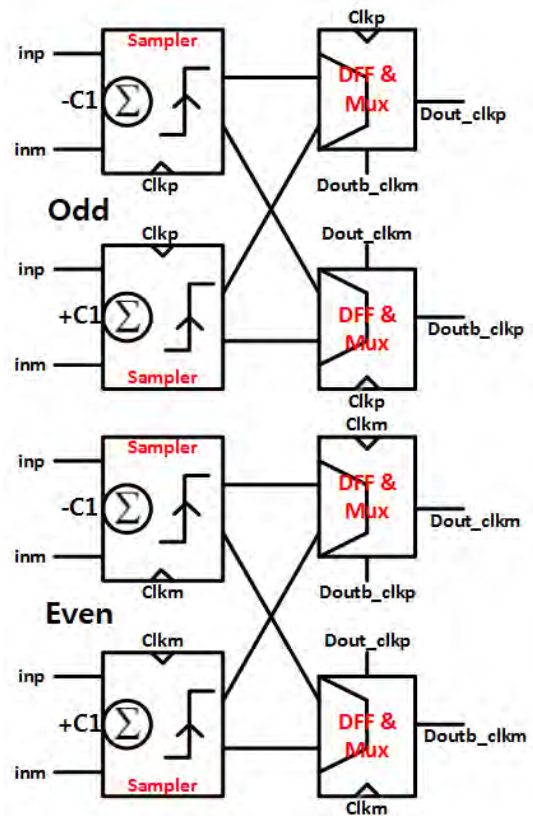 Clkp
Sampler
inp
-C1
Σ
inm
Clkp
DFF &
Mux
Dout_clkp
Doutb_clkm
Odd
Clkp
inp
+C1
Σ
inm
Sampler
Dout_clkm
DFF &
Mux
Doutb_clkp
Clkp
Clkm
Sampler
inp
-C1
Σ
inm
Clkm
DFF &
Mux
Dout_clkm
Doutb_clkp
Even
Clkm
inp
+C1
Σ
inm
Sampler
Dout_clkp
DFF &
Mux
Doutb_clkm
Clkm